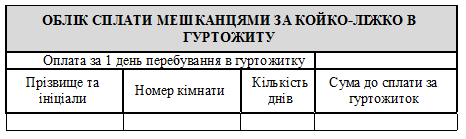 ОБЛІК СПЛАТИ МЕШКАНЦЯМИ ЗА КОЙКО-ЛІЖКО В
ГУРТОЖИТУ
Оплата за 1 день перебування в гуртожитку
Прізвище та
ініціали
Номер кімнати
Кількість
днів
Сума до сплати за
гуртожиток